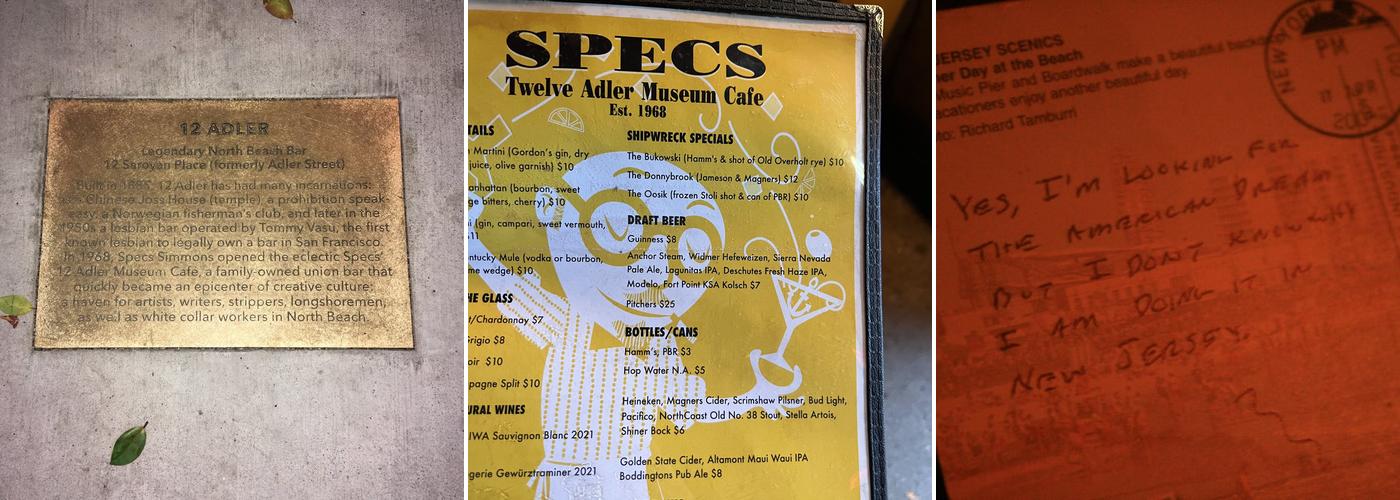 12 ADLER
Legendary North Beach Bar
12 Saroyan Place (formerly Adler Street)
Built in 1885, 12 Adler has had many incarnations:
Chinese Joss House (temple), a prohibition speak-
easy, a Norwegian fisherman's club, and later in the
1950s a lesbian bar operated by Tommy Vasu, the first
known lesbian to legally own a bar in San Francisco.
In 1968, Specs Simmons opened the eclectic Specs'
12 Adler Museum Cafe, a family-owned union bar that
quickly became an epicenter of creative culture;
a haven for artists, writers, strippers, longshoremen,
as well as white collar workers in North Beach.
SPECS
Twelve Adler Museum Cafe
Est. 1968
TAILS
Martini (Gordon's gin, dry
juice, olive garnish) $10
anhattan (bourbon, sweet
ge bitters, cherry) $10
(gin, campari, sweet vermouth,
$11
ntucky Mule (vodka or bourbon,
me wedge) $10
HE GLASS
t/Chardonnay $7
Grigio $8
oir $10
pagne Split $10
URAL WINES
IWA Sauvignon Blanc 2021
gerie Gewürztraminer 2021
SHIPWRECK SPECIALS
The Bukowski (Hamm's & shot of Old Overholt rye) $10
The Donnybrook (Jameson & Magners) $12
The Oosik (frozen Stoli shot & can of PBR) $10
DRAFT BEER
Guinness $8
Anchor Steam, Widmer Hefeweizen, Sierra Nevada
Pale Ale, Lagunitas IPA, Deschutes Fresh Haze IPA,
Modelo, Fort Point KSA Kolsch $7
Pitchers $25
BOTTLES/CANS
Hamm's, PBR $3
Hop Water N.A. $5
Heineken, Magners Cider, Scrimshaw Pilsner, Bud Light,
Pacifico, NorthCoast Old No. 38 Stout, Stella Artois,
Shiner Bock $6
Golden State Cider, Altamont Maui Waui IPA
Boddingtons Pub Ale $8
JERSEY SCENICS
er Day at the Beach
Music Pier and Boardwalk make a beautiful backd
acationers enjoy another beautiful day.
to: Richard Tamburri
NEW YORK
PM
APR
YES, I'M LOOKING FOR
THE AMERICAN DREAM
BUT I DON'T KNOW WHY
I AM DOING IT IN
NEW JERSEY.